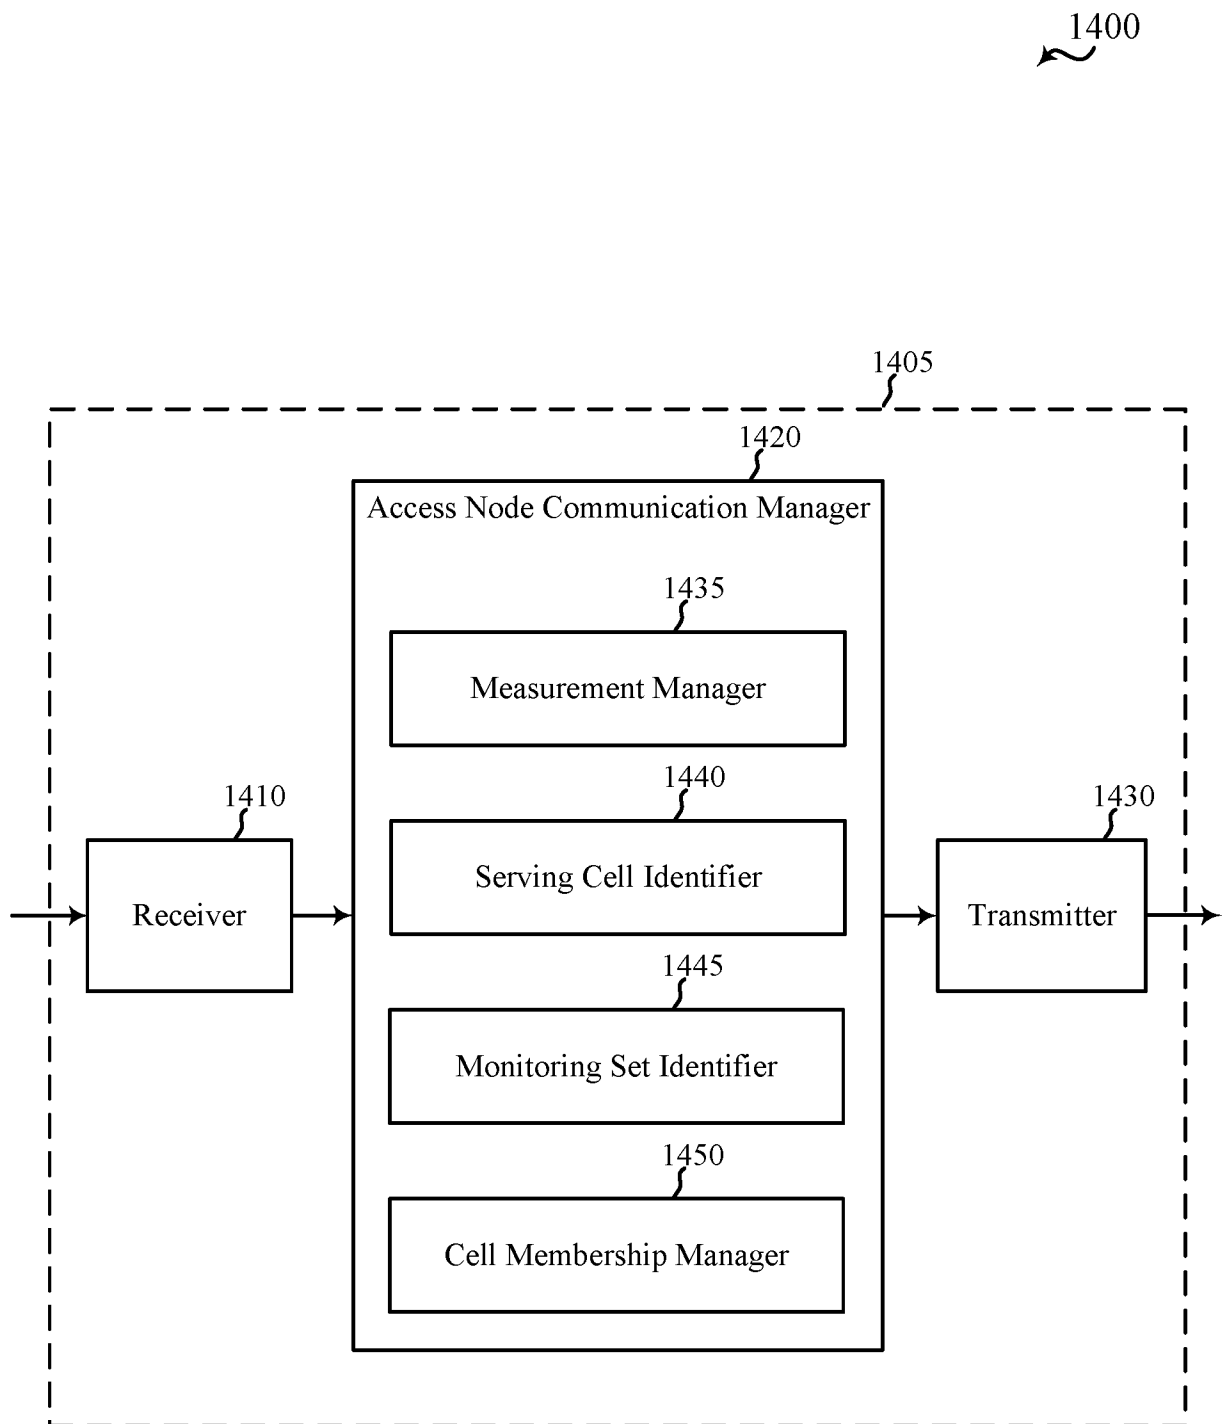 1400
1405
1420
Access Node Communication Manager
1435
Measurement Manager
1440
Serving Cell Identifier
1410
Receiver
1430
Transmitter
1445
Monitoring Set Identifier
1450
Cell Membership Manager